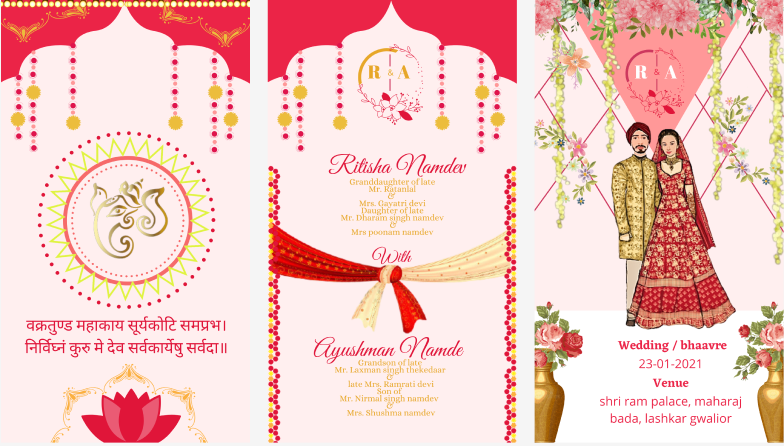 वक्रतुण्ड महाकाय सूर्यकोटि समप्रभ।
निर्विघ्नं कुरु मे देव सर्वकार्येषु सर्वदा॥
R & A
Ritisha Namdev
Granddaughter of late
Mr. Ratanlal
&
Mrs. Gayatri devi
Daughter of late
Mr. Dharam singh namdev
&
Mrs poonam namdev
With
Ayushman Namde
Grandson of late
Mr. Laxman singh thekedaar
&
late Mrs. Ramrati devi
Son of
Mr. Nirmal singh namdev
&
Mrs. Shushma namdev
R & A
Wedding / bhaavre
23-01-2021
Venue
shri ram palace, maharaj
bada, lashkar gwalior